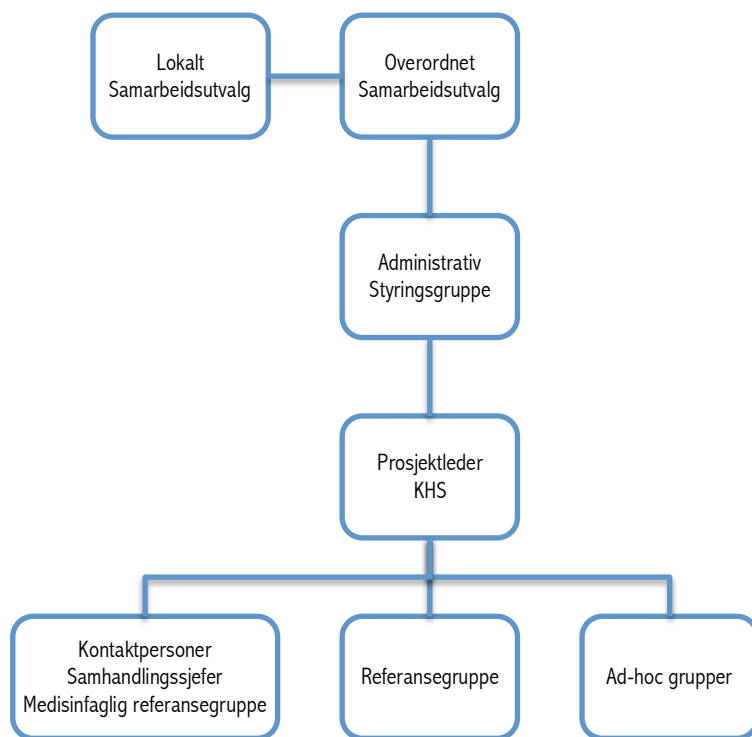 Lokalt
Samarbeidsutvalg
Overordnet
Samarbeidsutvalg
Administrativ
Styringsgruppe
Prosjektleder
KHS
Kontaktpersoner
Samhandlingssjefer
Medisinfaglig referansegruppe
Referansegruppe
Ad-hoc grupper